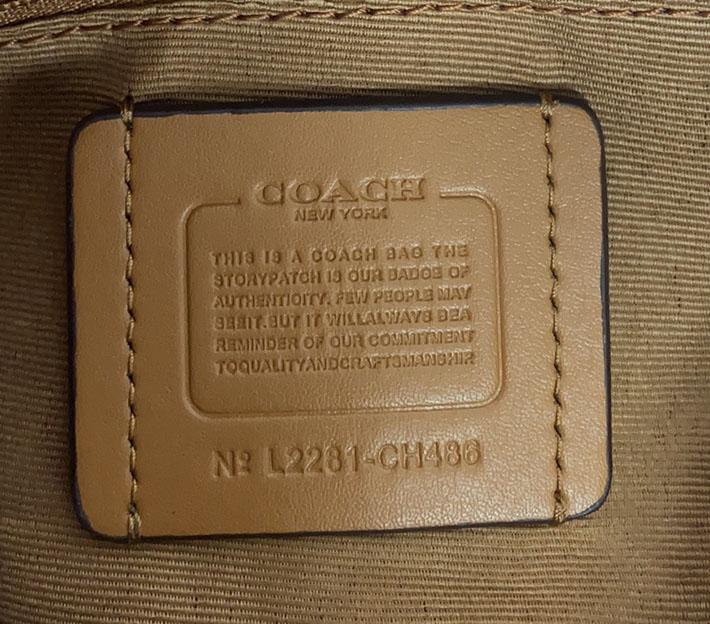 COACH
NEW YORK
THIS IS A COACH BAG THE
STORYPATCH IS OUR BADGE OF
AUTHENTICITY. FEW PEOPLE MAY
SEEIT.BUT IT WILLALWAYS BEA
REMINDER OF OUR COMMITMENT
TOQUALITYANDCRAFTSMANSHIP
Nº L2281-CH486